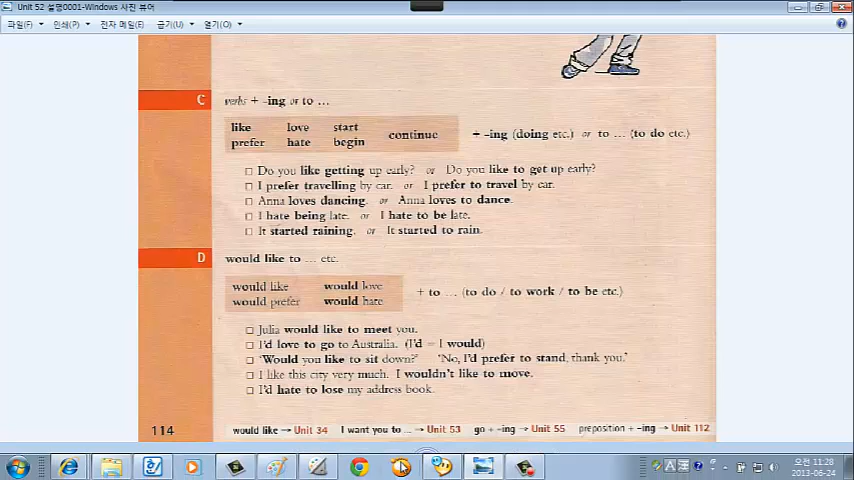 Unit 52 설명0001-Windows 사진 뷰어
파일(F) 인쇄(P) 전자 메일(E) 굽기(U) 열기(O)
C verbs + -ing or to ...
like love start
continue + -ing (doing etc.) or to ... (to do etc.)
prefer hate begin
Do you like getting up early? or Do you like to get up early?
I prefer travelling by car. or I prefer to travel by car.
Anna loves dancing. or Anna loves to dance.
I hate being late. or I hate to be late.
It started raining. or It started to rain.
D would like to ... etc.
would like would love
+ to ... (to do / to work / to be etc.)
would prefer would hate
Julia would like to meet you.
I'd love to go to Australia. (I'd = I would)
'Would you like to sit down?' 'No, I'd prefer to stand, thank you.'
I like this city very much. I wouldn't like to move.
I'd hate to lose my address book.
114 would like → Unit 34 I want you to ... → Unit 53 go + -ing → Unit 55 preposition + -ing → Unit 112
오전 11:28
2013-06-24